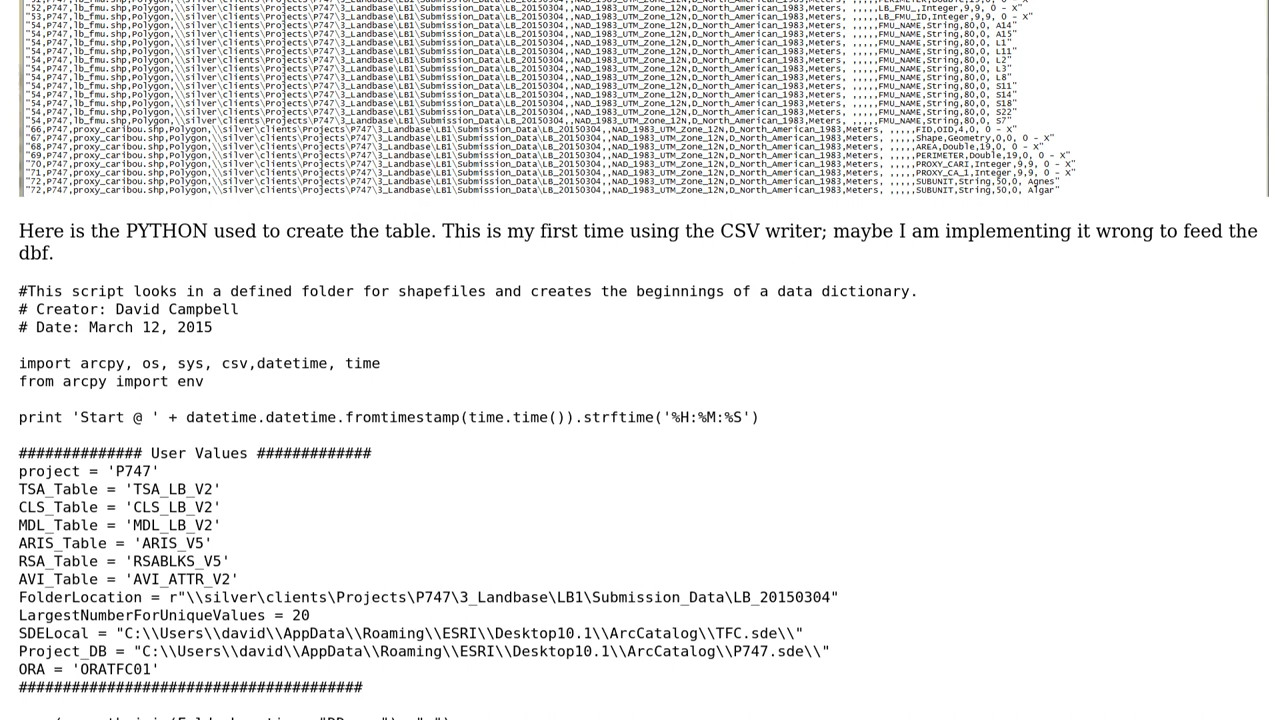 "52,P747,lb_fmu.shp,Polygon,\\silver\clients\Projects\P747\3_Landbase\LB1\Submission_Data\LB_20150304,,NAD_1983_UTM_Zone_12N,D_North_American_1983,Meters, ,,,,,LB_FMU_,Integer,9,9, 0 - X"
"53,P747,lb_fmu.shp,Polygon,\\silver\clients\Projects\P747\3_Landbase\LB1\Submission_Data\LB_20150304,,NAD_1983_UTM_Zone_12N,D_North_American_1983,Meters, ,,,,,LB_FMU_ID,Integer,9,9, 0 - X"
"54,P747,lb_fmu.shp,Polygon,\\silver\clients\Projects\P747\3_Landbase\LB1\Submission_Data\LB_20150304,,NAD_1983_UTM_Zone_12N,D_North_American_1983,Meters, ,,,,,FMU_NAME,String,80,0, A14"
"54,P747,lb_fmu.shp,Polygon,\\silver\clients\Projects\P747\3_Landbase\LB1\Submission_Data\LB_20150304,,NAD_1983_UTM_Zone_12N,D_North_American_1983,Meters, ,,,,,FMU_NAME,String,80,0, A15"
"54,P747,lb_fmu.shp,Polygon,\\silver\clients\Projects\P747\3_Landbase\LB1\Submission_Data\LB_20150304,,NAD_1983_UTM_Zone_12N,D_North_American_1983,Meters, ,,,,,FMU_NAME,String,80,0, L1"
"54,P747,lb_fmu.shp,Polygon,\\silver\clients\Projects\P747\3_Landbase\LB1\Submission_Data\LB_20150304,,NAD_1983_UTM_Zone_12N,D_North_American_1983,Meters, ,,,,,FMU_NAME,String,80,0, L11"
"54,P747,lb_fmu.shp,Polygon,\\silver\clients\Projects\P747\3_Landbase\LB1\Submission_Data\LB_20150304,,NAD_1983_UTM_Zone_12N,D_North_American_1983,Meters, ,,,,,FMU_NAME,String,80,0, L2"
"54,P747,lb_fmu.shp,Polygon,\\silver\clients\Projects\P747\3_Landbase\LB1\Submission_Data\LB_20150304,,NAD_1983_UTM_Zone_12N,D_North_American_1983,Meters, ,,,,,FMU_NAME,String,80,0, L3"
"54,P747,lb_fmu.shp,Polygon,\\silver\clients\Projects\P747\3_Landbase\LB1\Submission_Data\LB_20150304,,NAD_1983_UTM_Zone_12N,D_North_American_1983,Meters, ,,,,,FMU_NAME,String,80,0, L8"
"54,P747,lb_fmu.shp,Polygon,\\silver\clients\Projects\P747\3_Landbase\LB1\Submission_Data\LB_20150304,,NAD_1983_UTM_Zone_12N,D_North_American_1983,Meters, ,,,,,FMU_NAME,String,80,0, S11"
"54,P747,lb_fmu.shp,Polygon,\\silver\clients\Projects\P747\3_Landbase\LB1\Submission_Data\LB_20150304,,NAD_1983_UTM_Zone_12N,D_North_American_1983,Meters, ,,,,,FMU_NAME,String,80,0, S14"
"54,P747,lb_fmu.shp,Polygon,\\silver\clients\Projects\P747\3_Landbase\LB1\Submission_Data\LB_20150304,,NAD_1983_UTM_Zone_12N,D_North_American_1983,Meters, ,,,,,FMU_NAME,String,80,0, S18"
"54,P747,lb_fmu.shp,Polygon,\\silver\clients\Projects\P747\3_Landbase\LB1\Submission_Data\LB_20150304,,NAD_1983_UTM_Zone_12N,D_North_American_1983,Meters, ,,,,,FMU_NAME,String,80,0, S22"
"54,P747,lb_fmu.shp,Polygon,\\silver\clients\Projects\P747\3_Landbase\LB1\Submission_Data\LB_20150304,,NAD_1983_UTM_Zone_12N,D_North_American_1983,Meters, ,,,,,FMU_NAME,String,80,0, S7"
"66,P747,proxy_caribou.shp,Polygon,\\silver\clients\Projects\P747\3_Landbase\LB1\Submission_Data\LB_20150304,,NAD_1983_UTM_Zone_12N,D_North_American_1983,Meters, ,,,,,FID,OID,4,0, 0 - X"
"67,P747,proxy_caribou.shp,Polygon,\\silver\clients\Projects\P747\3_Landbase\LB1\Submission_Data\LB_20150304,,NAD_1983_UTM_Zone_12N,D_North_American_1983,Meters, ,,,,,Shape,Geometry,0,0, 0 - X"
"68,P747,proxy_caribou.shp,Polygon,\\silver\clients\Projects\P747\3_Landbase\LB1\Submission_Data\LB_20150304,,NAD_1983_UTM_Zone_12N,D_North_American_1983,Meters, ,,,,,AREA,Double,19,0, 0 - X"
"69,P747,proxy_caribou.shp,Polygon,\\silver\clients\Projects\P747\3_Landbase\LB1\Submission_Data\LB_20150304,,NAD_1983_UTM_Zone_12N,D_North_American_1983,Meters, ,,,,,PERIMETER,Double,19,0, 0 - X"
"70,P747,proxy_caribou.shp,Polygon,\\silver\clients\Projects\P747\3_Landbase\LB1\Submission_Data\LB_20150304,,NAD_1983_UTM_Zone_12N,D_North_American_1983,Meters, ,,,,,PROXY_CARI,Integer,9,9, 0 - X"
"71,P747,proxy_caribou.shp,Polygon,\\silver\clients\Projects\P747\3_Landbase\LB1\Submission_Data\LB_20150304,,NAD_1983_UTM_Zone_12N,D_North_American_1983,Meters, ,,,,,PROXY_CA_1,Integer,9,9, 0 - X"
"72,P747,proxy_caribou.shp,Polygon,\\silver\clients\Projects\P747\3_Landbase\LB1\Submission_Data\LB_20150304,,NAD_1983_UTM_Zone_12N,D_North_American_1983,Meters, ,,,,,SUBUNIT,String,50,0, Agnes"
"72,P747,proxy_caribou.shp,Polygon,\\silver\clients\Projects\P747\3_Landbase\LB1\Submission_Data\LB_20150304,,NAD_1983_UTM_Zone_12N,D_North_American_1983,Meters, ,,,,,SUBUNIT,String,50,0, Algar"
Here is the PYTHON used to create the table. This is my first time using the CSV writer; maybe I am implementing it wrong to feed the
dbf.
#This script looks in a defined folder for shapefiles and creates the beginnings of a data dictionary.
# Creator: David Campbell
# Date: March 12, 2015
import arcpy, os, sys, csv,datetime, time
from arcpy import env
print 'Start @ ' + datetime.datetime.fromtimestamp(time.time()).strftime('%H:%M:%S')
############## User Values #############
project = 'P747'
TSA_Table = 'TSA_LB_V2'
CLS_Table = 'CLS_LB_V2'
MDL_Table = 'MDL_LB_V2'
ARIS_Table = 'ARIS_V5'
RSA_Table = 'RSABLKS_V5'
AVI_Table = 'AVI_ATTR_V2'
FolderLocation = r"\\silver\clients\Projects\P747\3_Landbase\LB1\Submission_Data\LB_20150304"
LargestNumberForUniqueValues = 20
SDELocal = "C:\\Users\\david\\AppData\\Roaming\\ESRI\\Desktop10.1\\ArcCatalog\\TFC.sde\\"
Project_DB = "C:\\Users\\david\\AppData\\Roaming\\ESRI\\Desktop10.1\\ArcCatalog\\P747.sde\\"
ORA = 'ORATFC01'
#######################################